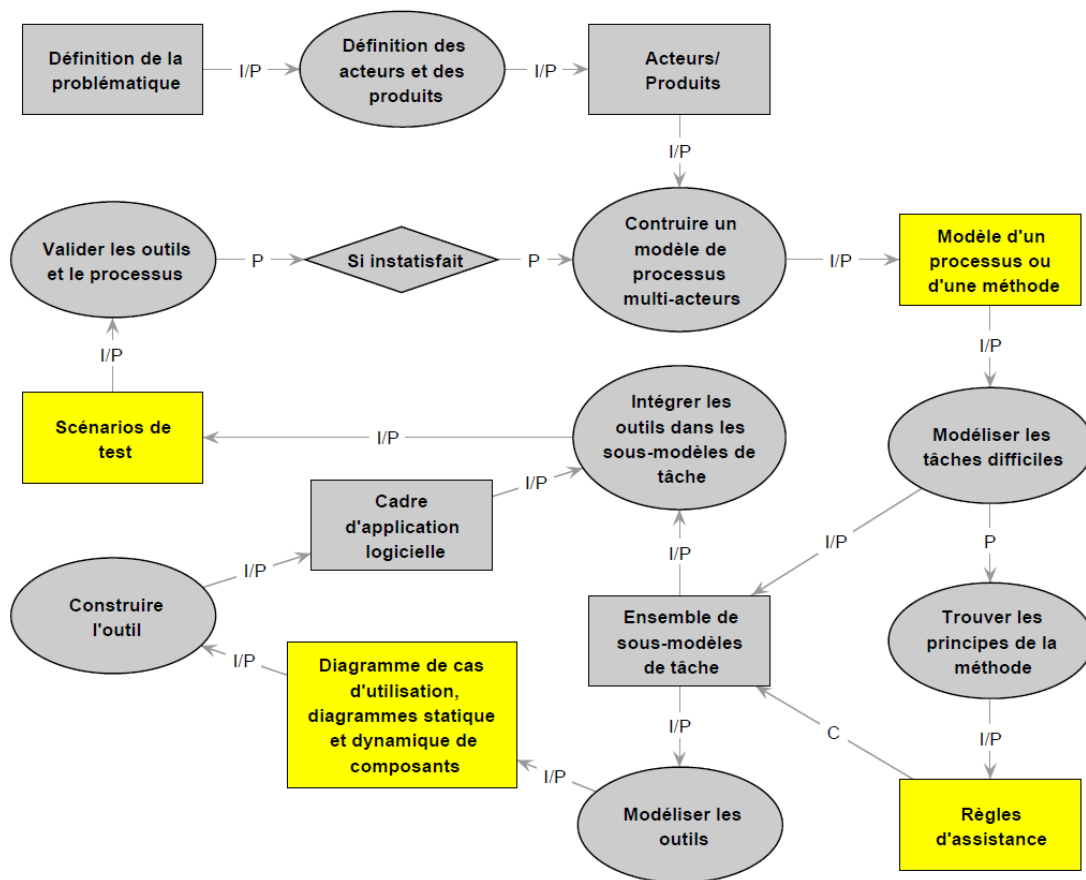 Définition de la
problématique
I/P
Définition des
acteurs et des
produits
I/P
Acteurs/
Produits
I/P
Valider les outils
et le processus
P
Si instatisfait
P
Contruire un
modèle de
processus
multi-acteurs
I/P
Modèle d'un
processus ou
d'une méthode
I/P
I/P
Scénarios de
test
I/P
Intégrer les
outils dans les
sous-modèles de
tâche
Modéliser les
tâches difficiles
I/P
Cadre
d'application
logicielle
I/P
I/P
I/P
P
Construire
l'outil
Ensemble de
sous-modèles
de tâche
Trouver les
principes de la
méthode
I/P
Diagramme de cas
d'utilisation,
diagrammes statique
et dynamique de
composants
I/P
C
I/P
I/P
Modéliser les
outils
Règles
d'assistance